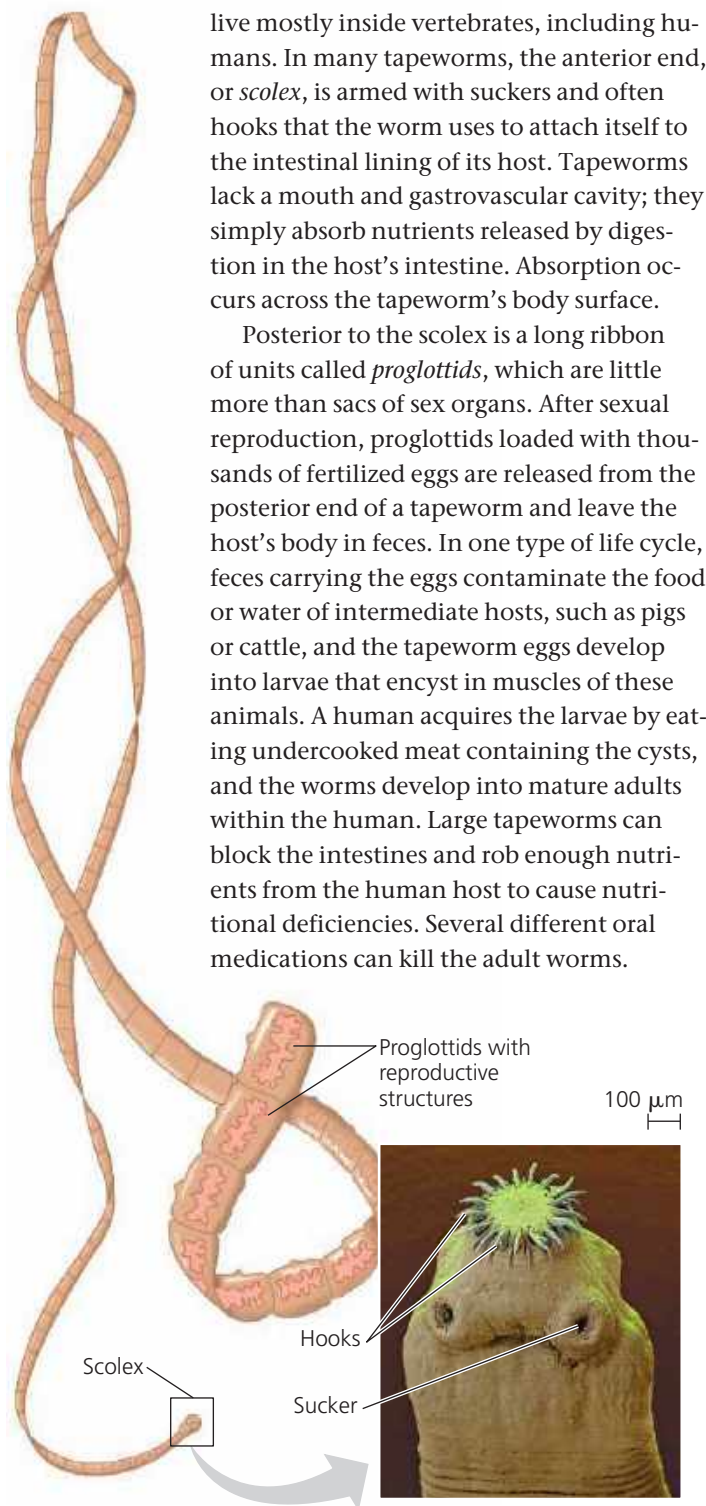 live mostly inside vertebrates, including hu-
mans. In many tapeworms, the anterior end,
or scolex, is armed with suckers and often
hooks that the worm uses to attach itself to
the intestinal lining of its host. Tapeworms
lack a mouth and gastrovascular cavity; they
simply absorb nutrients released by diges-
tion in the host's intestine. Absorption oc-
curs across the tapeworm's body surface.
Posterior to the scolex is a long ribbon
of units called proglottids, which are little
more than sacs of sex organs. After sexual
reproduction, proglottids loaded with thou-
sands of fertilized eggs are released from the
posterior end of a tapeworm and leave the
host's body in feces. In one type of life cycle,
feces carrying the eggs contaminate the food
or water of intermediate hosts, such as pigs
or cattle, and the tapeworm eggs develop
into larvae that encyst in muscles of these
animals. A human acquires the larvae by eat-
ing undercooked meat containing the cysts,
and the worms develop into mature adults
within the human. Large tapeworms can
block the intestines and rob enough nutri-
ents from the human host to cause nutri-
tional deficiencies. Several different oral
medications can kill the adult worms.
Proglottids with
reproductive
structures
100 μm
Hooks
Scolex
Sucker